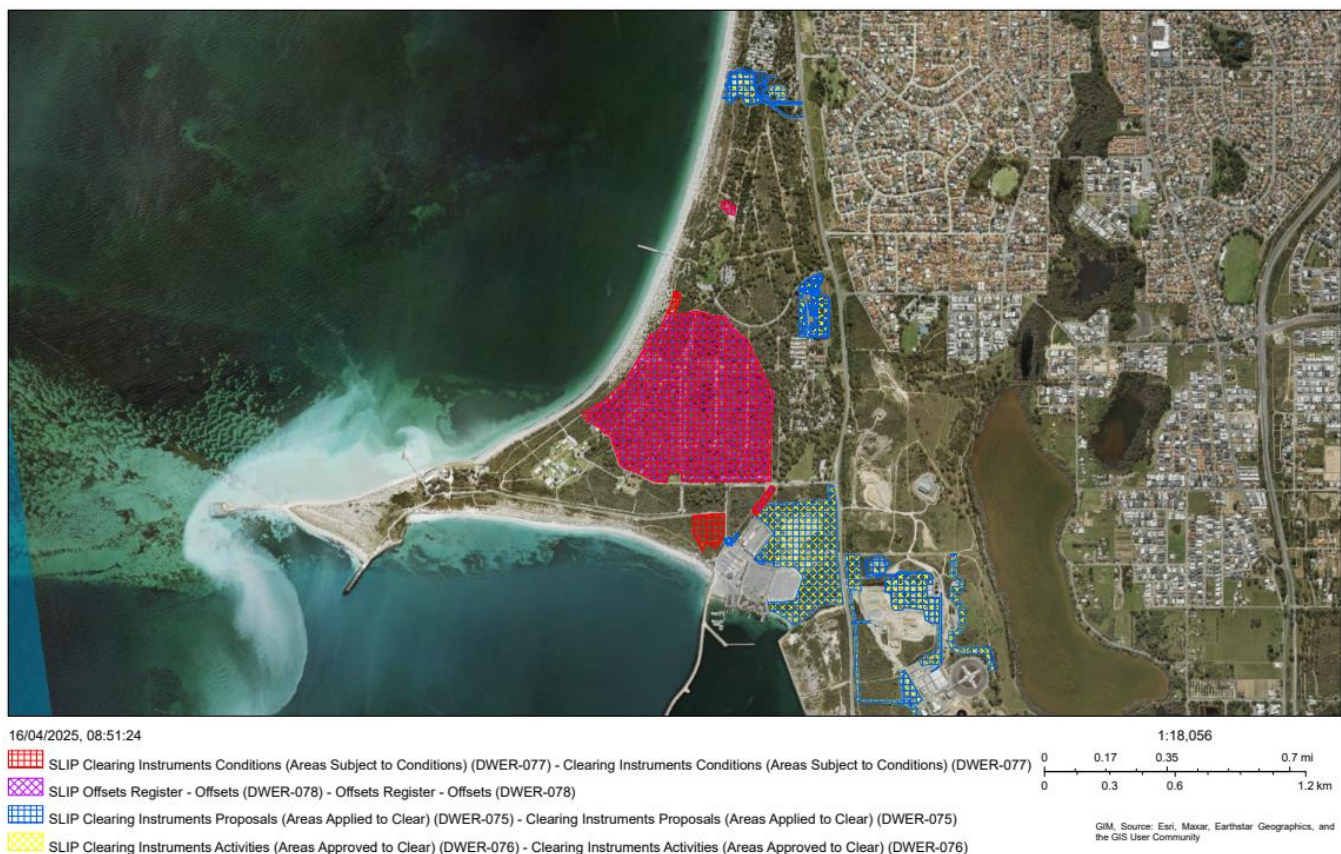 16/04/2025, 08:51:24
1:18,056
SLIP Clearing Instruments Conditions (Areas Subject to Conditions) (DWER-077) - Clearing Instruments Conditions (Areas Subject to Conditions) (DWER-077)
SLIP Offsets Register - Offsets (DWER-078) - Offsets Register - Offsets (DWER-078)
SLIP Clearing Instruments Proposals (Areas Applied to Clear) (DWER-075) - Clearing Instruments Proposals (Areas Applied to Clear) (DWER-075)
SLIP Clearing Instruments Activities (Areas Approved to Clear) (DWER-076) - Clearing Instruments Activities (Areas Approved to Clear) (DWER-076)
0 0.17 0.35 0.7 mi
0 0.3 0.6 1.2 km
GIM, Source: Esri, Maxar, Earthstar Geographics, and
the GIS User Community